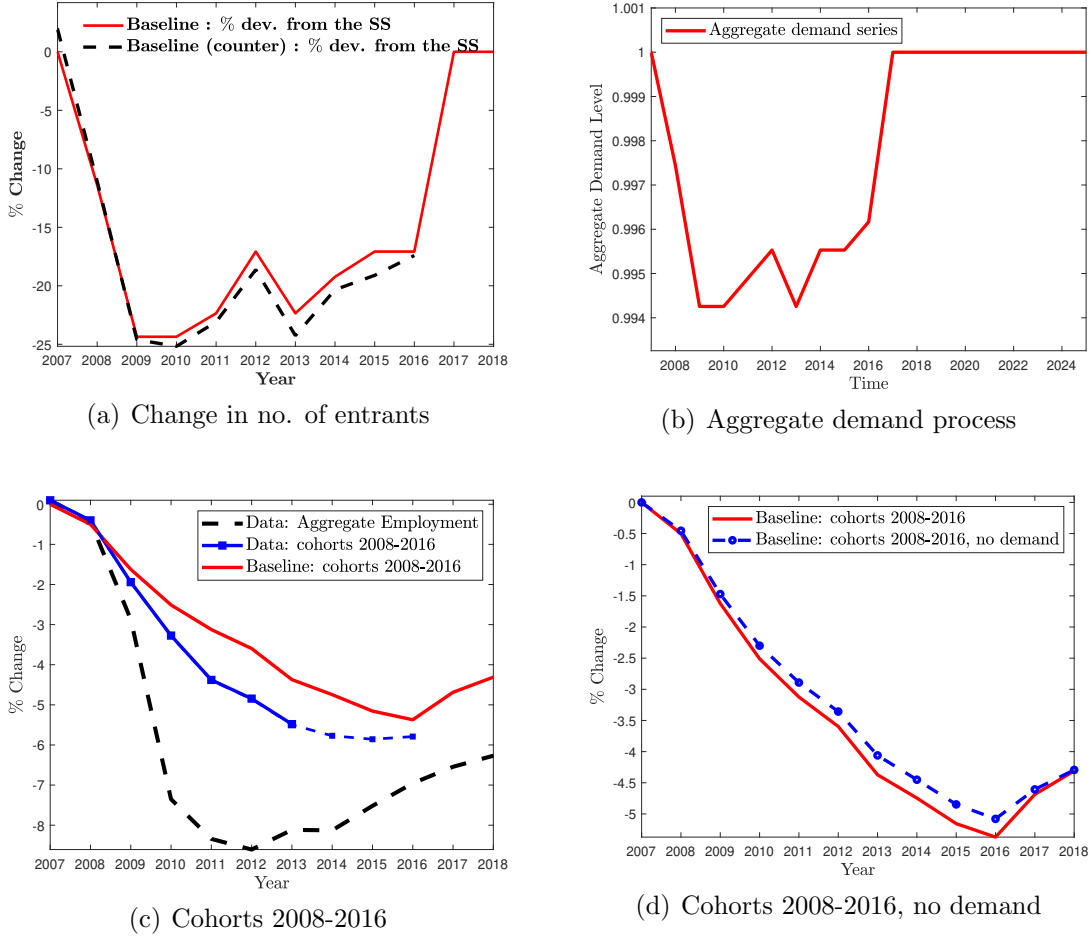 Baseline : % dev. from the SS
Baseline (counter) : % dev. from the SS
0
-5
-10
-15
-20
-25
% Change
2007 2008 2009 2010 2011 2012 2013 2014 2015 2016 2017 2018
Year
(a) Change in no. of entrants
Aggregate demand series
1.001
1
0.999
0.998
0.997
0.996
0.995
0.994
Aggregate Demand Level
2008 2010 2012 2014 2016 2018 2020 2022 2024
Time
(b) Aggregate demand process
Data: Aggregate Employment
Data: cohorts 2008-2016
Baseline: cohorts 2008-2016
0
-1
-2
-3
-4
-5
-6
-7
-8
% Change
2007 2008 2009 2010 2011 2012 2013 2014 2015 2016 2017 2018
Year
(c) Cohorts 2008-2016
Baseline: cohorts 2008-2016
Baseline: cohorts 2008-2016, no demand
0
-0.5
-1
-1.5
-2
-2.5
-3
-3.5
-4
-4.5
-5
% Change
2007 2008 2009 2010 2011 2012 2013 2014 2015 2016 2017 2018
Year
(d) Cohorts 2008-2016, no demand